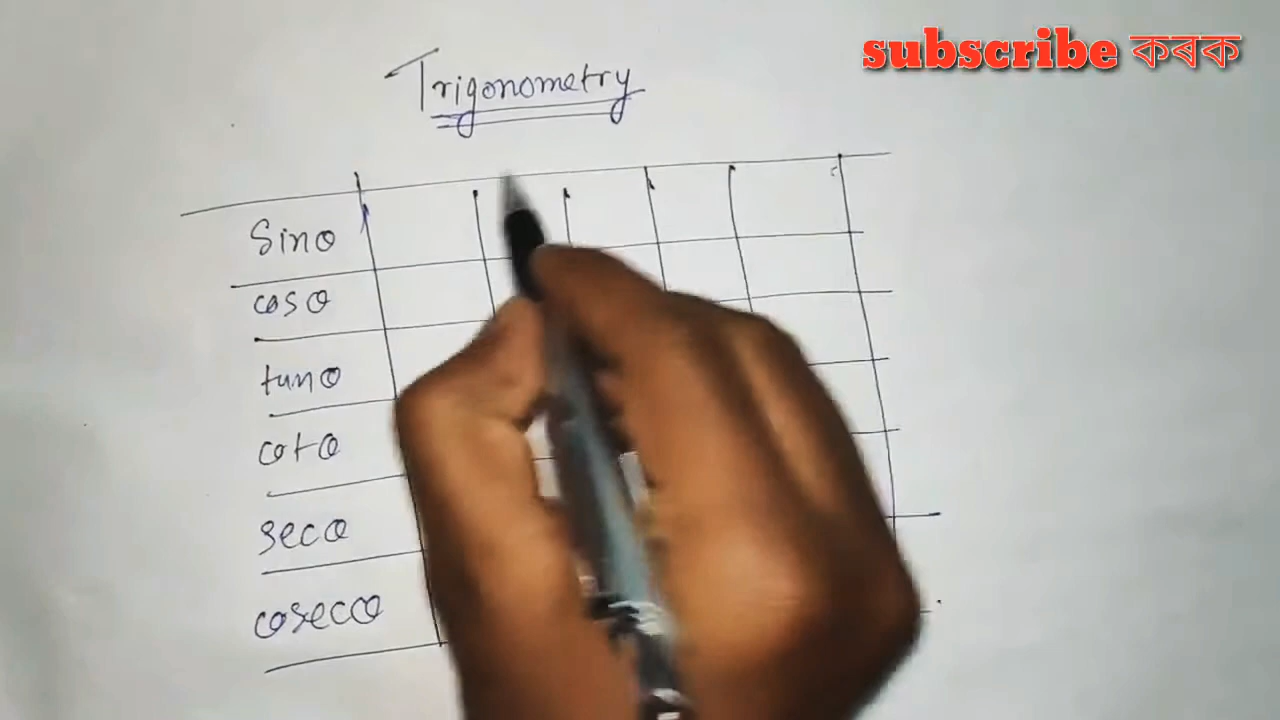 subscribe কৰক
Trigonometry
Sinθ
cosθ
tanθ
cotθ
secθ
cosecθ